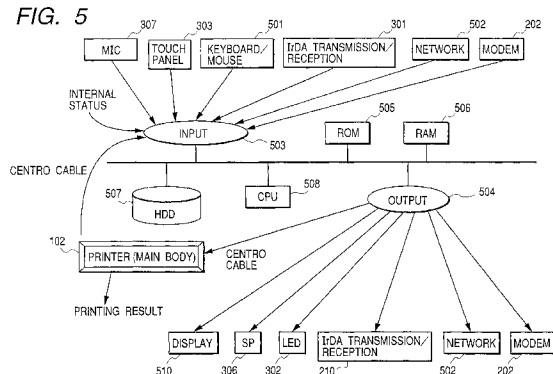 FIG. 5
307
303
501
301
502
202
MIC
TOUCH
PANEL
KEYBOARD/
MOUSE
IrDA TRANSMISSION/
RECEPTION
NETWORK
MODEM
INTERNAL
STATUS
INPUT
503
505
ROM
506
RAM
CENTRO CABLE
507
HDD
CPU
508
OUTPUT
504
102
PRINTER (MAIN BODY)
CENTRO
CABLE
PRINTING RESULT
DISPLAY
SP
LED
IrDA TRANSMISSION/
RECEPTION
NETWORK
MODEM
510
306
302
210
502
202